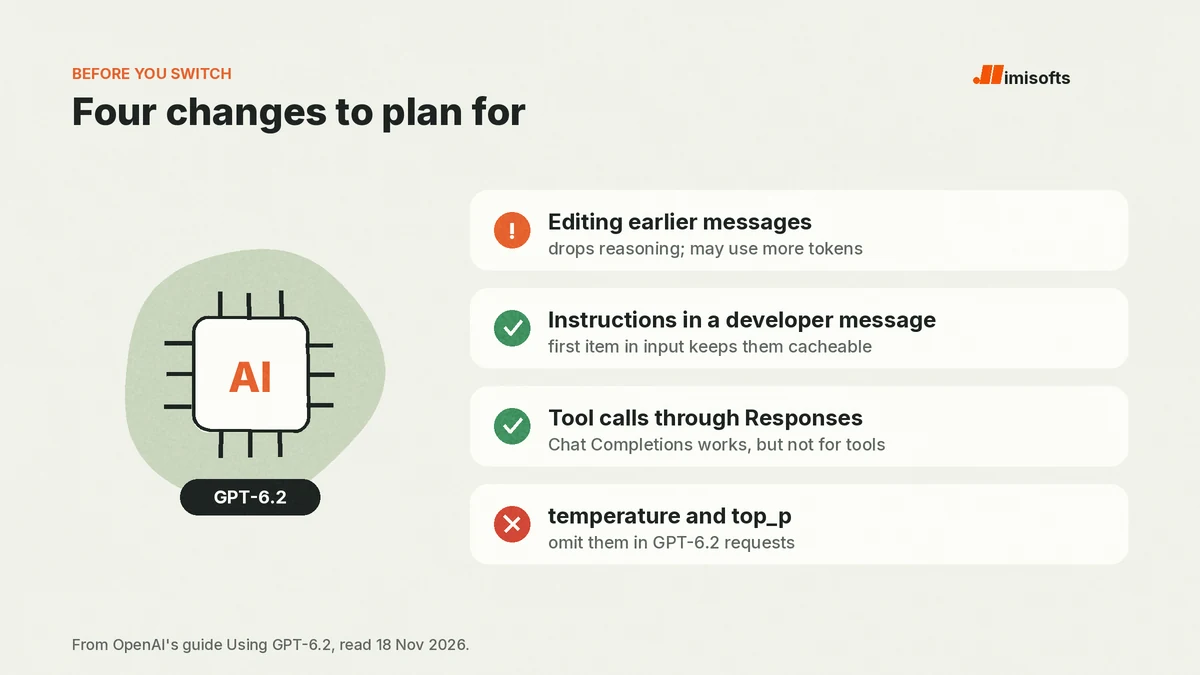 BEFORE YOU SWITCH
Four changes to plan for
imisofts
Editing earlier messages
drops reasoning; may use more tokens
Instructions in a developer message
first item in input keeps them cacheable
Tool calls through Responses
Chat Completions works, but not for tools
temperature and top_p
omit them in GPT-6.2 requests
AI
GPT-6.2
From OpenAI's guide Using GPT-6.2, read 18 Nov 2026.